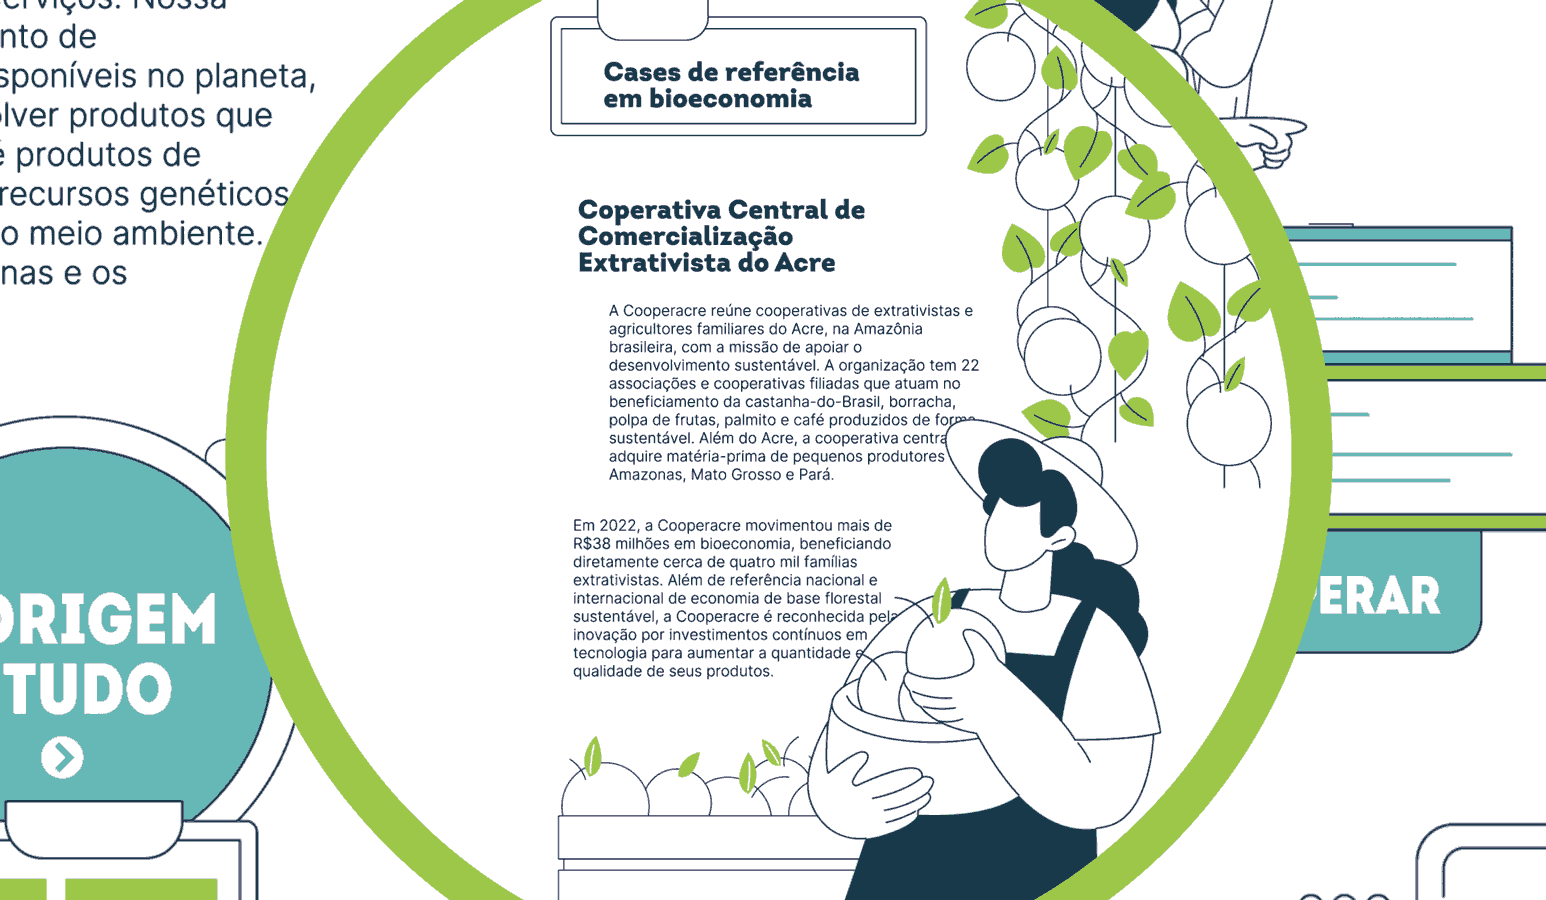 Nossa
nto de
sponíveis no planeta,
lver produtos que
é produtos de
recursos genéticos
o meio ambiente.
nas e os
Cases de referência
em bioeconomia
Coperativa Central de
Comercialização
Extrativista do Acre
A Cooperacre reúne cooperativas de extrativistas e
agricultores familiares do Acre, na Amazônia
brasileira, com a missão de apoiar o
desenvolvimento sustentável. A organização tem 22
associações e cooperativas filiadas que atuam no
beneficiamento da castanha-do-Brasil, borracha,
polpa de frutas, palmito e café produzidos de forma
sustentável. Além do Acre, a cooperativa centra
adquire matéria-prima de pequenos produtores
Amazonas, Mato Grosso e Pará.
Em 2022, a Cooperacre movimentou mais de
R$38 milhões em bioeconomia, beneficiando
diretamente cerca de quatro mil famílias
extrativistas. Além de referência nacional e
internacional de economia de base florestal
sustentável, a Cooperacre é reconhecida pela
inovação por investimentos contínuos em
tecnologia para aumentar a quantidade e
qualidade de seus produtos.
ORIGEM
TUDO
ERAR